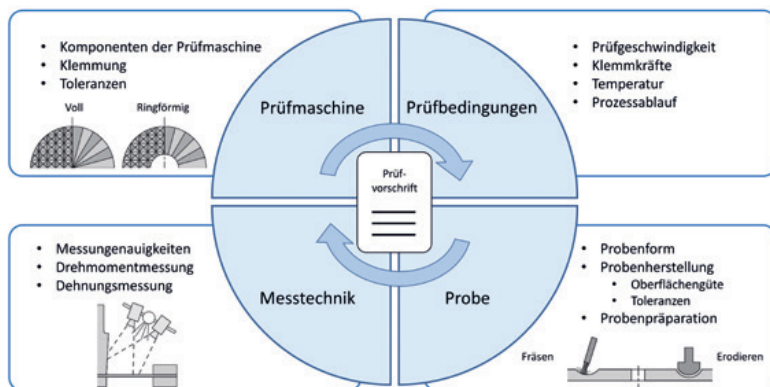 • Komponenten der Prüfmaschine
• Klemmung
• Toleranzen
Voll
Ringförmig
Prüfmaschine
Prüfbedingungen
• Prüfgeschwindigkeit
• Klemmkräfte
• Temperatur
• Prozessablauf
Prüf-
vorschrift
• Messungenauigkeiten
• Drehmomentmessung
• Dehnungsmessung
Messtechnik
Probe
• Probenform
• Probenherstellung
• Oberflächengüte
• Toleranzen
• Probenpräparation
Fräsen
Erodieren